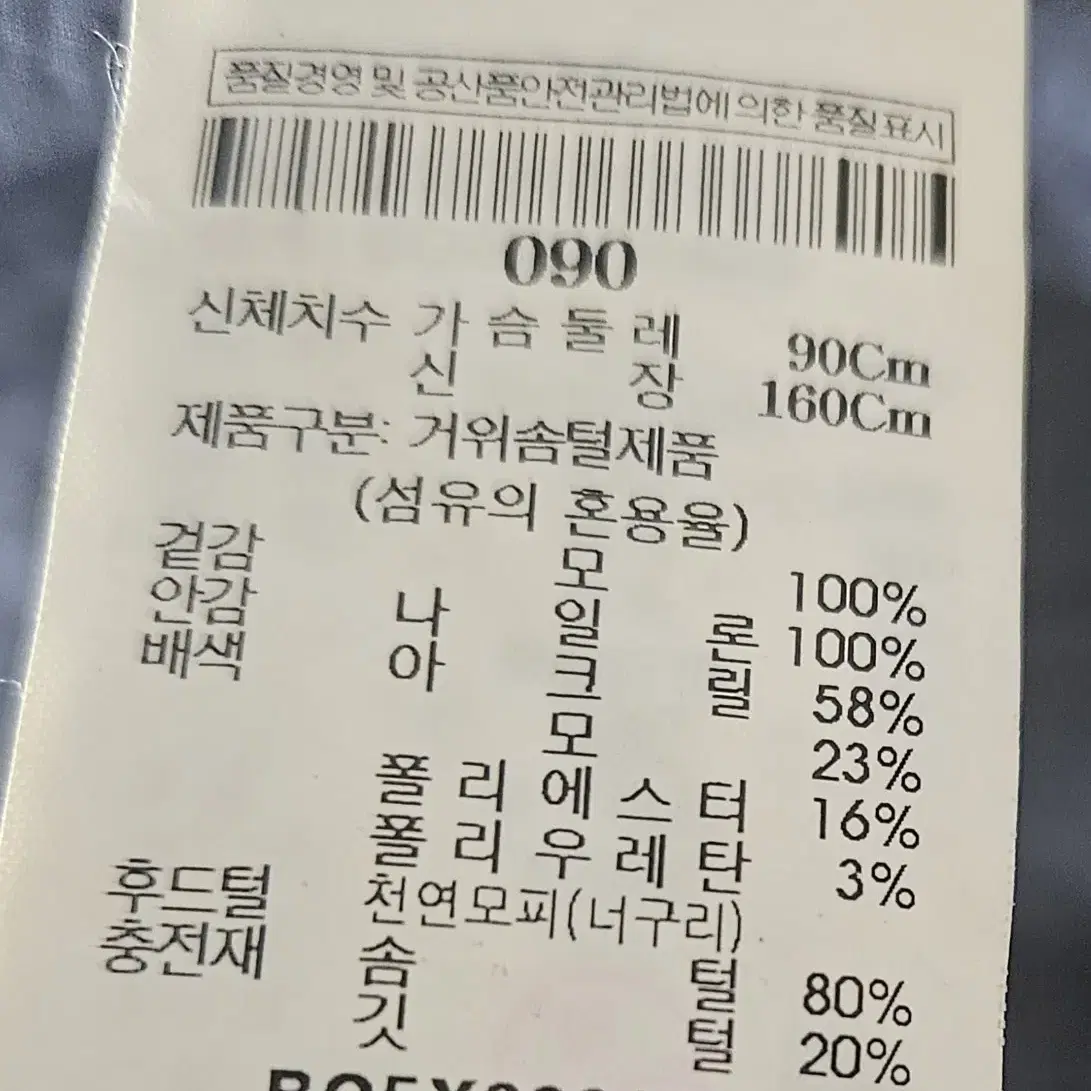 품질경영 및 공산품안전관리법에 의한 품질표시
090
신체치수 가슴둘레 90Cm
신장 160Cm
제품구분: 거위솜털제품
(섬유의 혼용율)
겉감 모 100%
안감 나일론 100%
배색 아크릴 58%
모 23%
폴리에스터 16%
폴리우레탄 3%
후드털 천연모피(너구리)
충전재 솜털 80%
깃털 20%